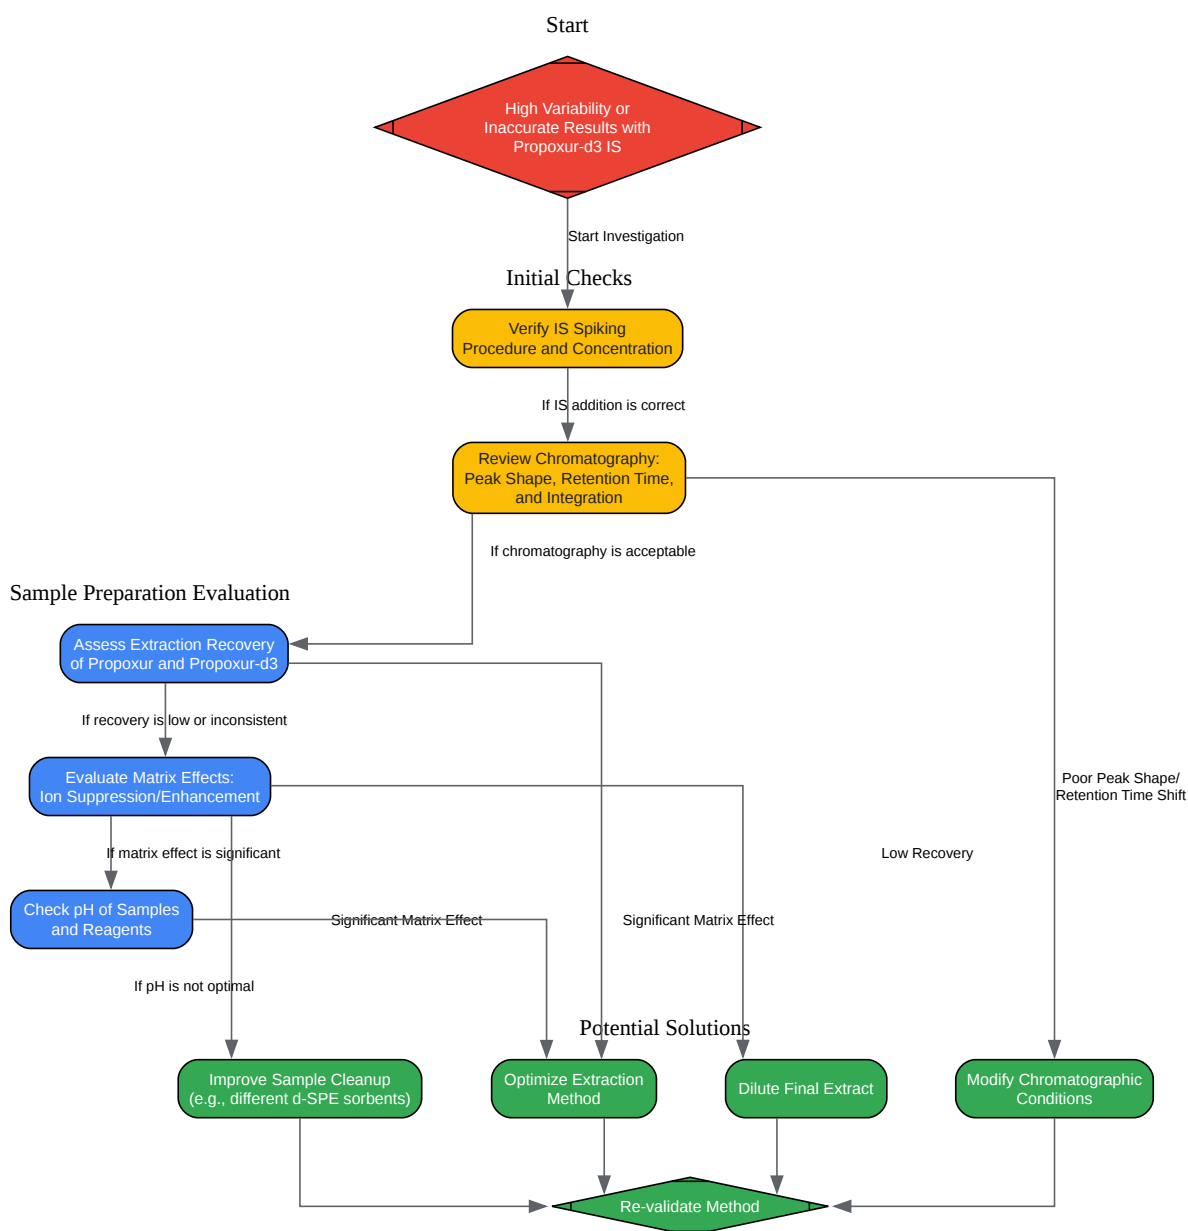 Start
High Variability or
Inaccurate Results with
Propoxur-d3 IS
Start Investigation
Initial Checks
Verify IS Spiking
Procedure and Concentration
If IS addition is correct
Review Chromatography:
Peak Shape, Retention Time,
and Integration
If chromatography is acceptable
Sample Preparation Evaluation
Assess Extraction Recovery
of Propoxur and Propoxur-d3
If recovery is low or inconsistent
Evaluate Matrix Effects:
Ion Suppression/Enhancement
Poor Peak Shape/
Retention Time Shift
If matrix effect is significant
Low Recovery
Check pH of Samples
and Reagents
Significant Matrix Effect
Significant Matrix Effect
If pH is not optimal
Potential Solutions
Improve Sample Cleanup
(e.g., different d-SPE sorbents)
Optimize Extraction
Method
Dilute Final Extract
Modify Chromatographic
Conditions
Re-validate Method